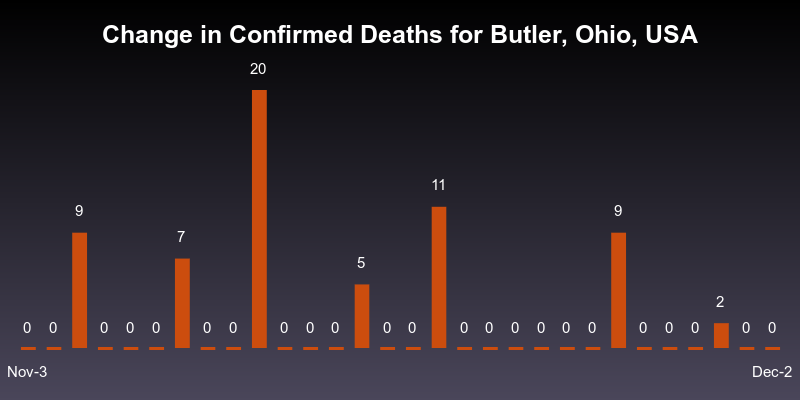 Change in Confirmed Deaths for Butler, Ohio, USA
0 0 9 0 0 0 7 0 0 20 0 0 0 5 0 0 11 0 0 0 0 0 0 9 0 0 0 2 0 0
Nov-3 Dec-2